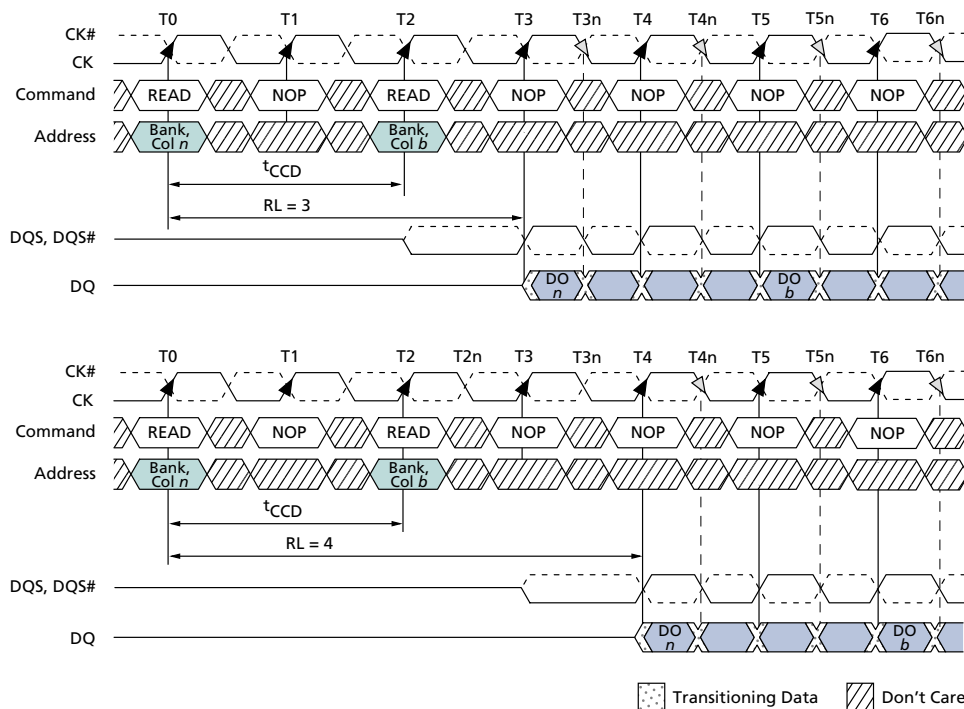 T0 T1 T2 T3 T3n T4 T4n T5 T5n T6 T6n
CK#
CK
Command READ NOP READ NOP NOP NOP NOP
Address Bank, Col n Bank, Col b
tCCD
RL = 3
DQS, DQS#
DQ DO n DO b
T0 T1 T2 T2n T3 T3n T4 T4n T5 T5n T6 T6n
CK#
CK
Command READ NOP READ NOP NOP NOP NOP
Address Bank, Col n Bank, Col b
tCCD
RL = 4
DQS, DQS#
DQ DO n DO b
Transitioning Data Don't Care